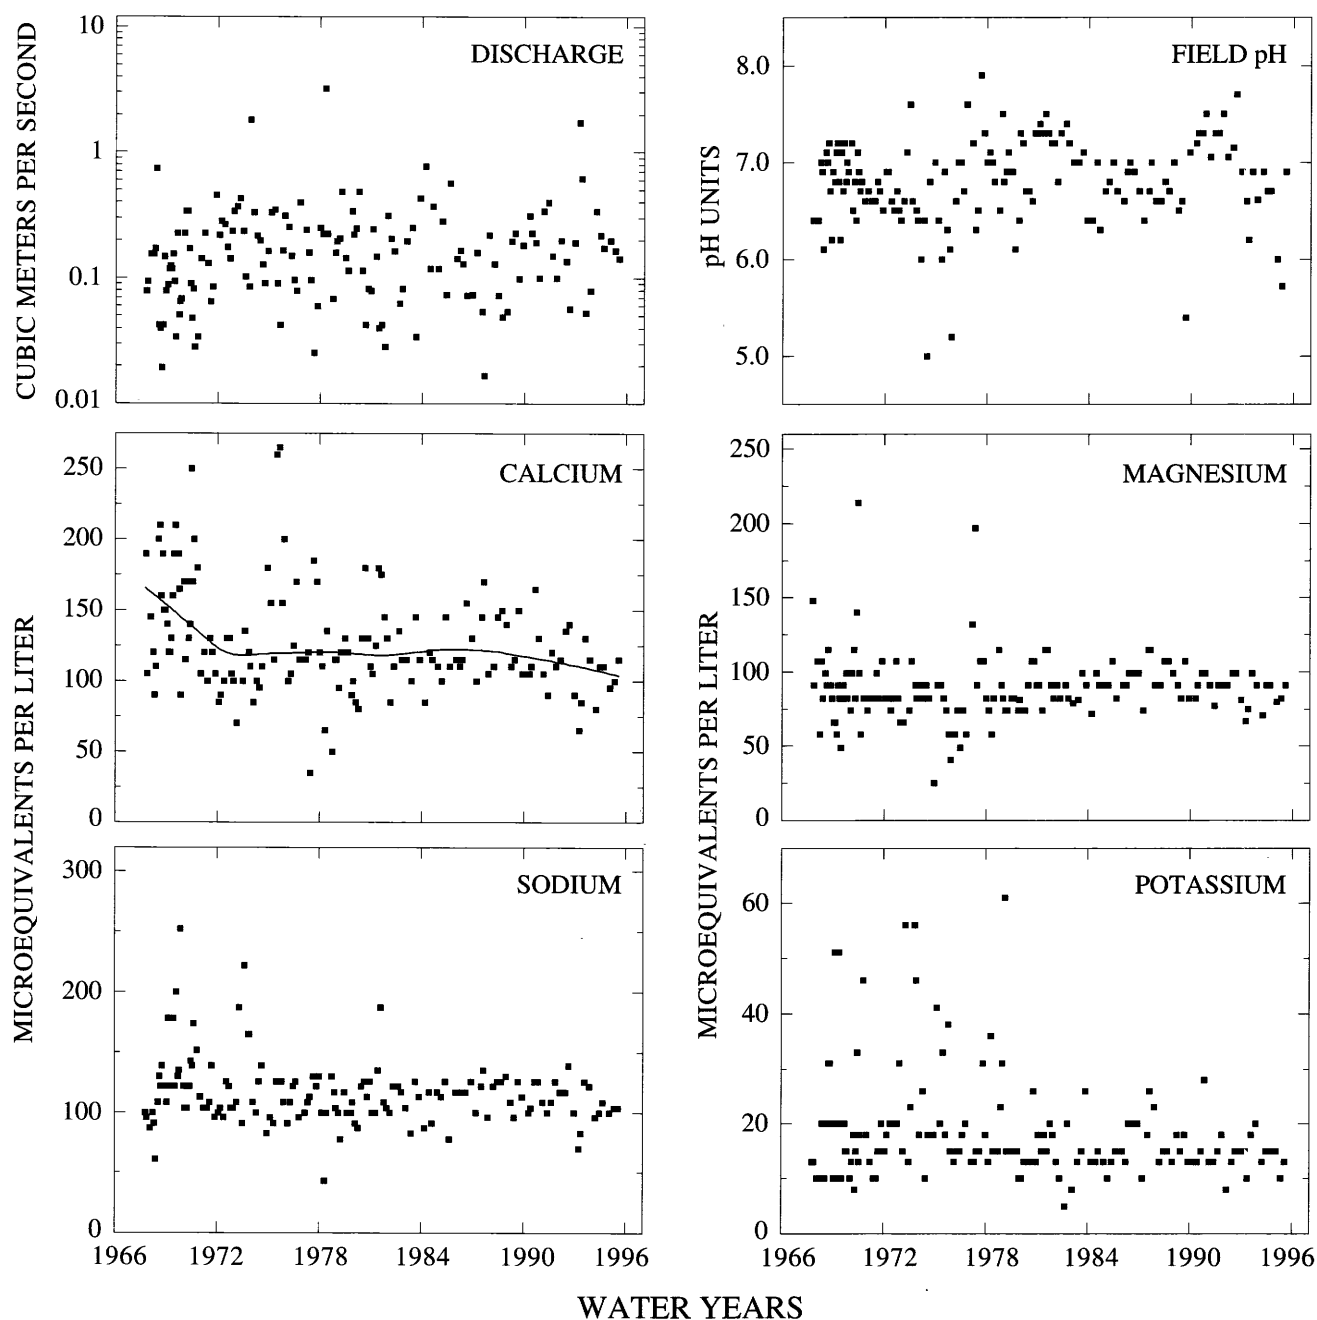 CUBIC METERS PER SECOND
10
1
0.1
0.01
DISCHARGE
pH UNITS
8.0
7.0
6.0
5.0
FIELD pH
MICROEQUIVALENTS PER LITER
250
200
150
100
50
0
CALCIUM
MICROEQUIVALENTS PER LITER
250
200
150
100
50
0
MAGNESIUM
300
200
100
0
SODIUM
1966 1972 1978 1984 1990 1996
60
40
20
0
POTASSIUM
1966 1972 1978 1984 1990 1996
WATER YEARS